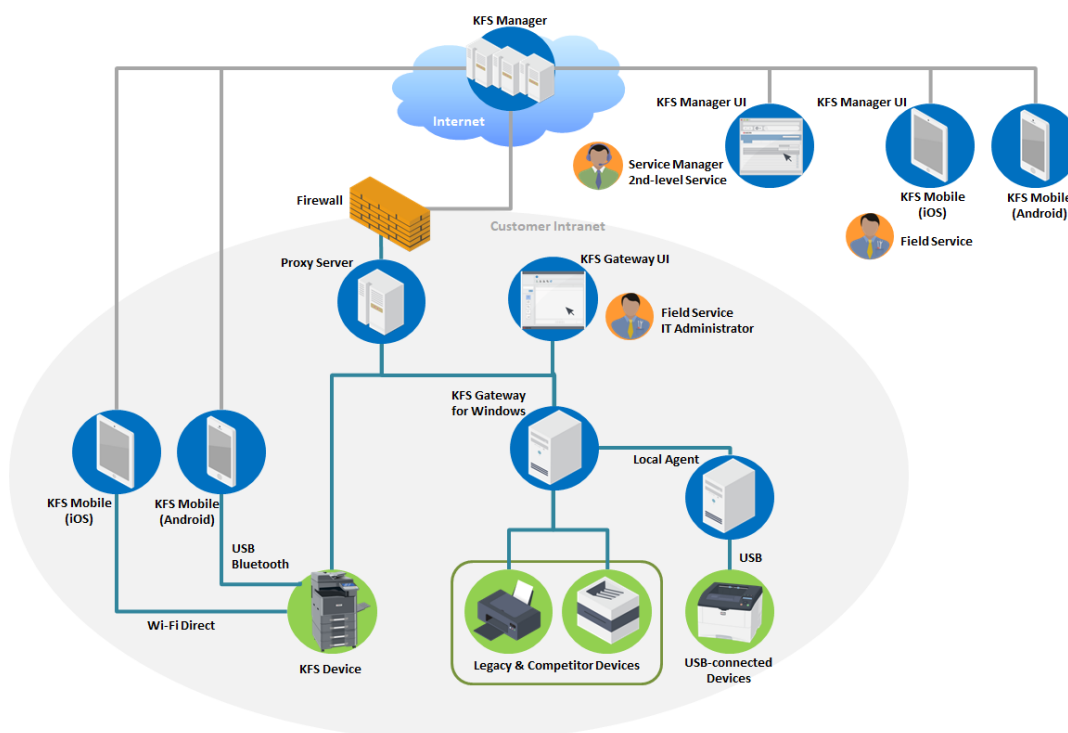 KFS Manager
Internet
KFS Manager UI
KFS Manager UI
Service Manager
2nd-level Service
KFS Mobile
(iOS)
KFS Mobile
(Android)
Field Service
Firewall
Customer Intranet
Proxy Server
KFS Gateway UI
Field Service
IT Administrator
KFS Gateway
for Windows
Local Agent
KFS Mobile
(iOS)
KFS Mobile
(Android)
USB
Bluetooth
USB
Wi-Fi Direct
KFS Device
Legacy & Competitor Devices
USB-connected
Devices